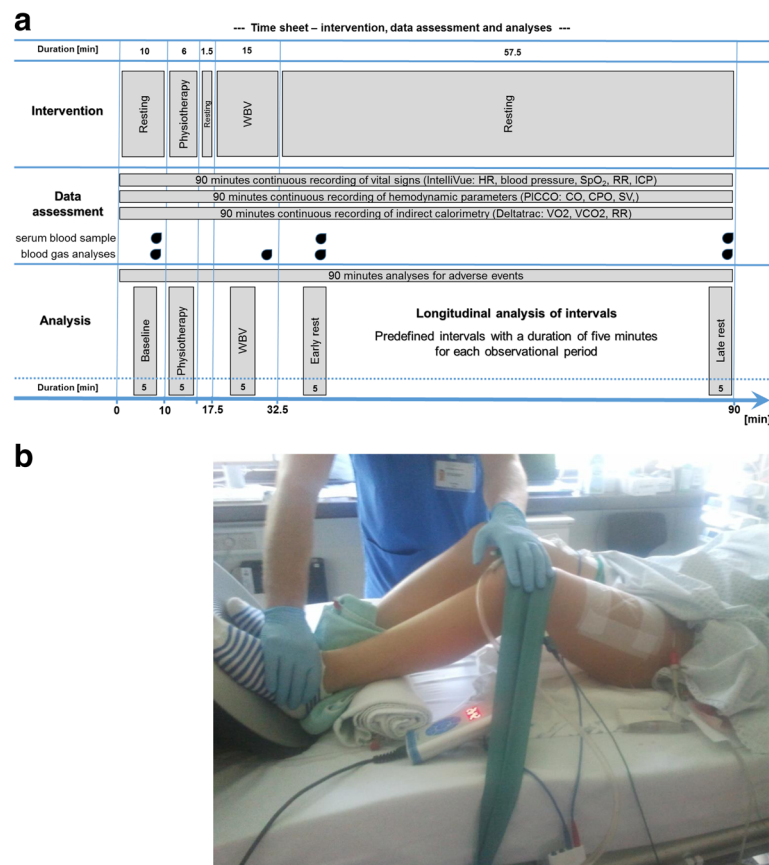 a
--- Time sheet – intervention, data assessment and analyses ---
Duration [min] 10 6 1.5 15 57.5
Intervention
Resting
Physiotherapy
Resting
WBV
Resting
Data
assessment
90 minutes continuous recording of vital signs (IntelliVue: HR, blood pressure, SpO₂, RR, ICP)
90 minutes continuous recording of hemodynamic parameters (PICCO: CO, CPO, SV,)
90 minutes continuous recording of indirect calorimetry (Deltatrac: VO2, VCO2, RR)
serum blood sample
blood gas analyses
90 minutes analyses for adverse events
Analysis
Baseline
Physiotherapy
WBV
Early rest
Longitudinal analysis of intervals
Predefined intervals with a duration of five minutes
for each observational period
Late rest
Duration [min] 5 5 5 5 5
0 10 17.5 32.5 90
[min]
b